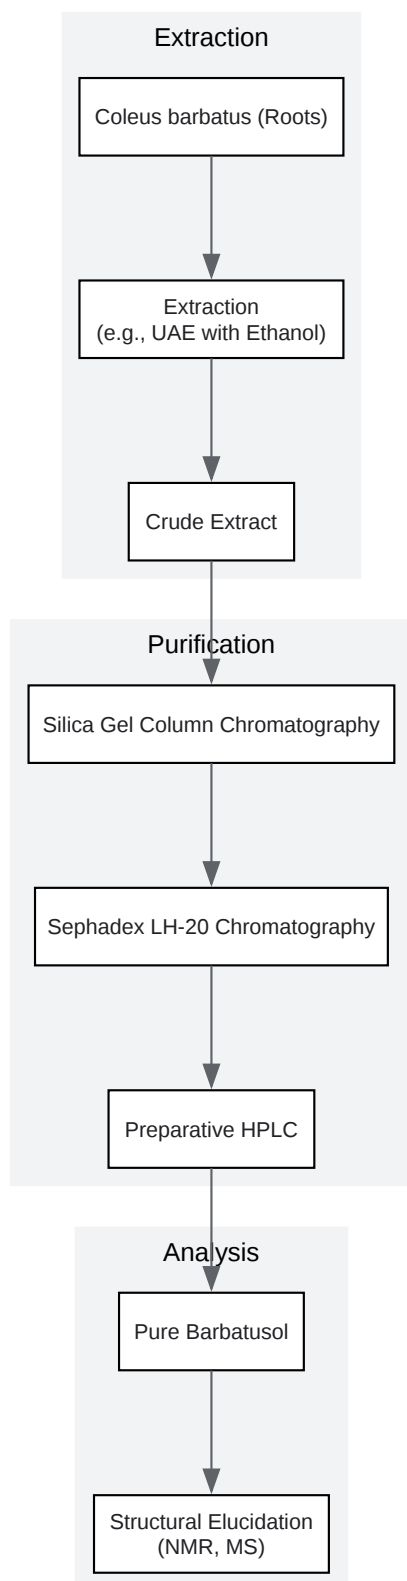 Extraction
Coleus barbatus (Roots)
Extraction
(e.g., UAE with Ethanol)
Crude Extract
Purification
Silica Gel Column Chromatography
Sephadex LH-20 Chromatography
Preparative HPLC
Analysis
Pure Barbatusol
Structural Elucidation
(NMR, MS)